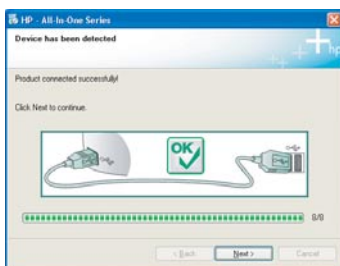 HP - All-In-One Series
Device has been detected
hp
Product connected successfully!
Click Next to continue.
OK
8/8
< Back
Next >
Cancel